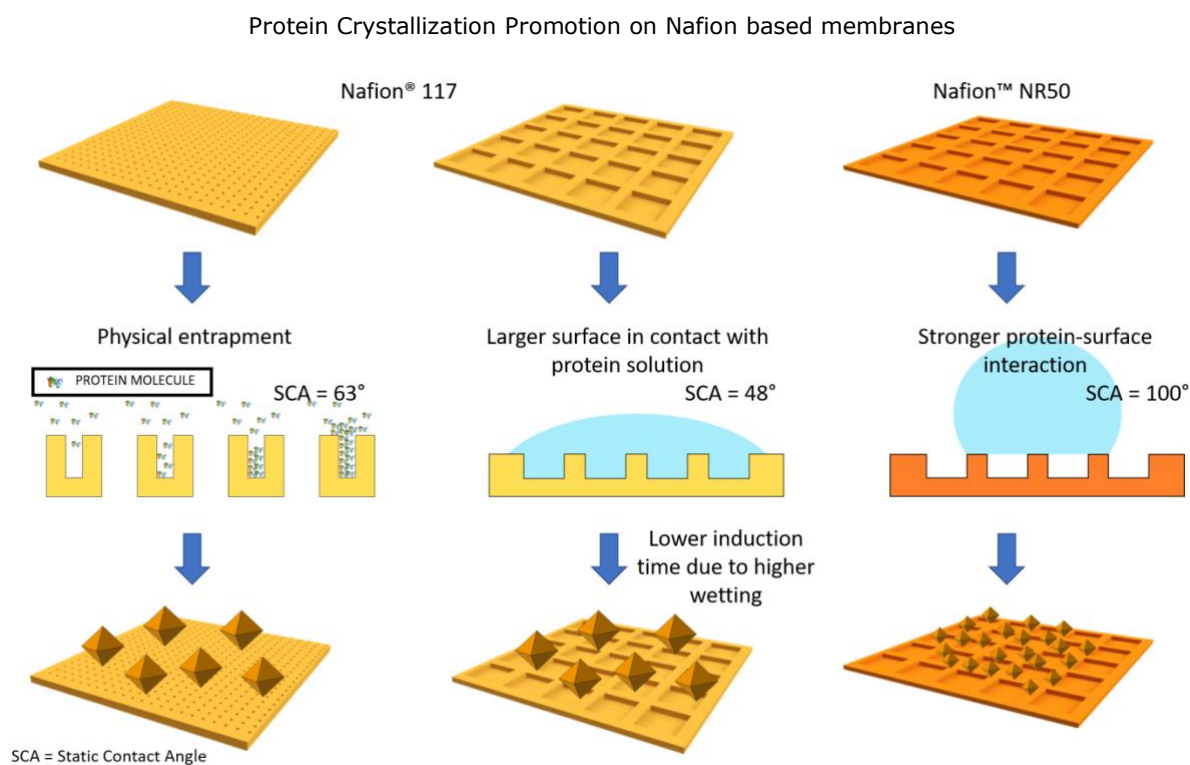 Protein Crystallization Promotion on Nafion based membranes
Nafion® 117
Nafion™ NR50
Physical entrapment
PROTEIN MOLECULE
SCA = 63°
Larger surface in contact with
protein solution
SCA = 48°
Stronger protein-surface
interaction
SCA = 100°
Lower induction
time due to higher
wetting
SCA = Static Contact Angle